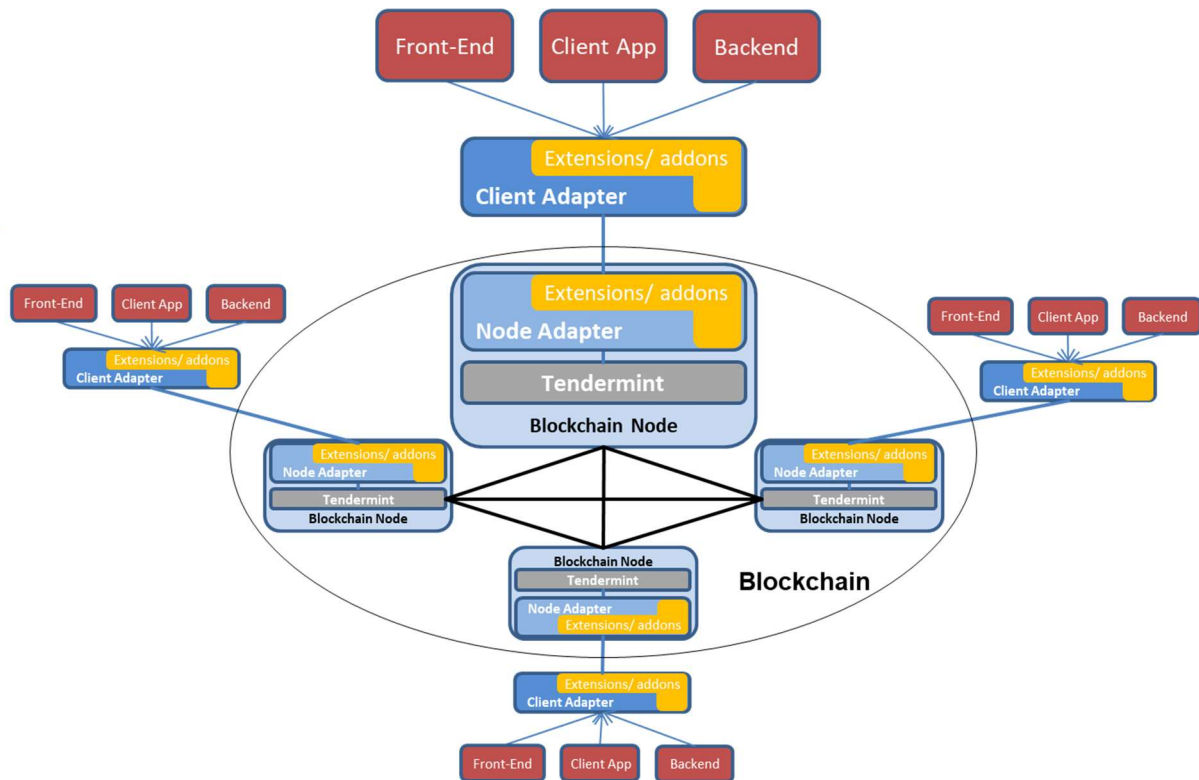 Front-End
Client App
Backend
Extensions/ addons
Client Adapter
Extensions/ addons
Node Adapter
Tendermint
Blockchain Node
Front-End
Client App
Backend
Extensions/ addons
Client Adapter
Extensions/ addons
Node Adapter
Tendermint
Blockchain Node
Front-End
Client App
Backend
Extensions/ addons
Client Adapter
Extensions/ addons
Node Adapter
Tendermint
Blockchain Node
Blockchain Node
Tendermint
Node Adapter
Extensions/ addons
Blockchain
Extensions/ addons
Client Adapter
Front-End
Client App
Backend